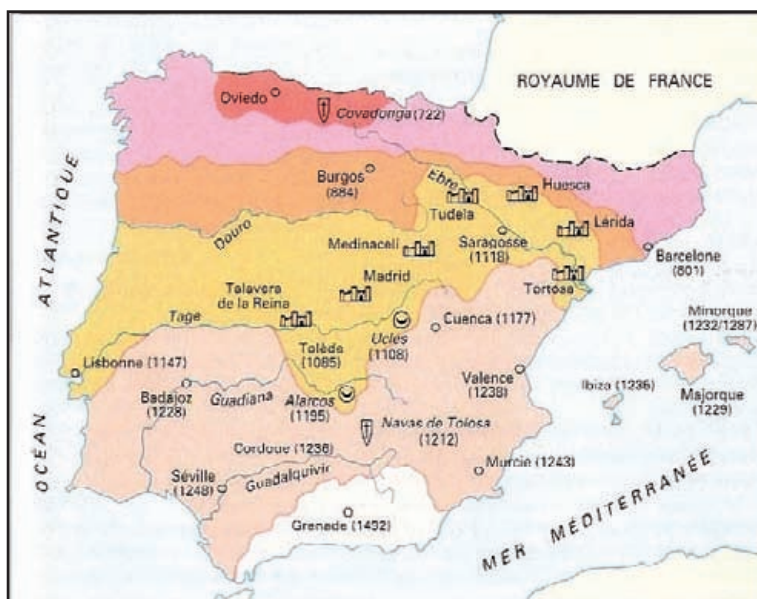 ROYAUME DE FRANCE
Oviedo
Covadonga (722)
OCÉAN ATLANTIQUE
Burgos
(884)
Ebre
Huesca
Tudela
Lérida
Douro
Medinaceli
Saragosse
(1118)
Barcelone
(801)
Madrid
Tortosa
Talavera
de la Reina
Minorque
(1232/1287)
Tage
Uclès
(1108)
Cuenca (1177)
Lisbonne (1147)
Tolède
(1085)
Valence
(1238)
Ibiza (1236)
Majorque
(1229)
Badajoz
(1228)
Guadiana
Alarcos
(1195)
Navas de Tolosa
(1212)
Cordoue (1236)
Murcie (1243)
Séville
(1248)
Guadalquivir
Grenade (1492)
MER MÉDITERRANÉE